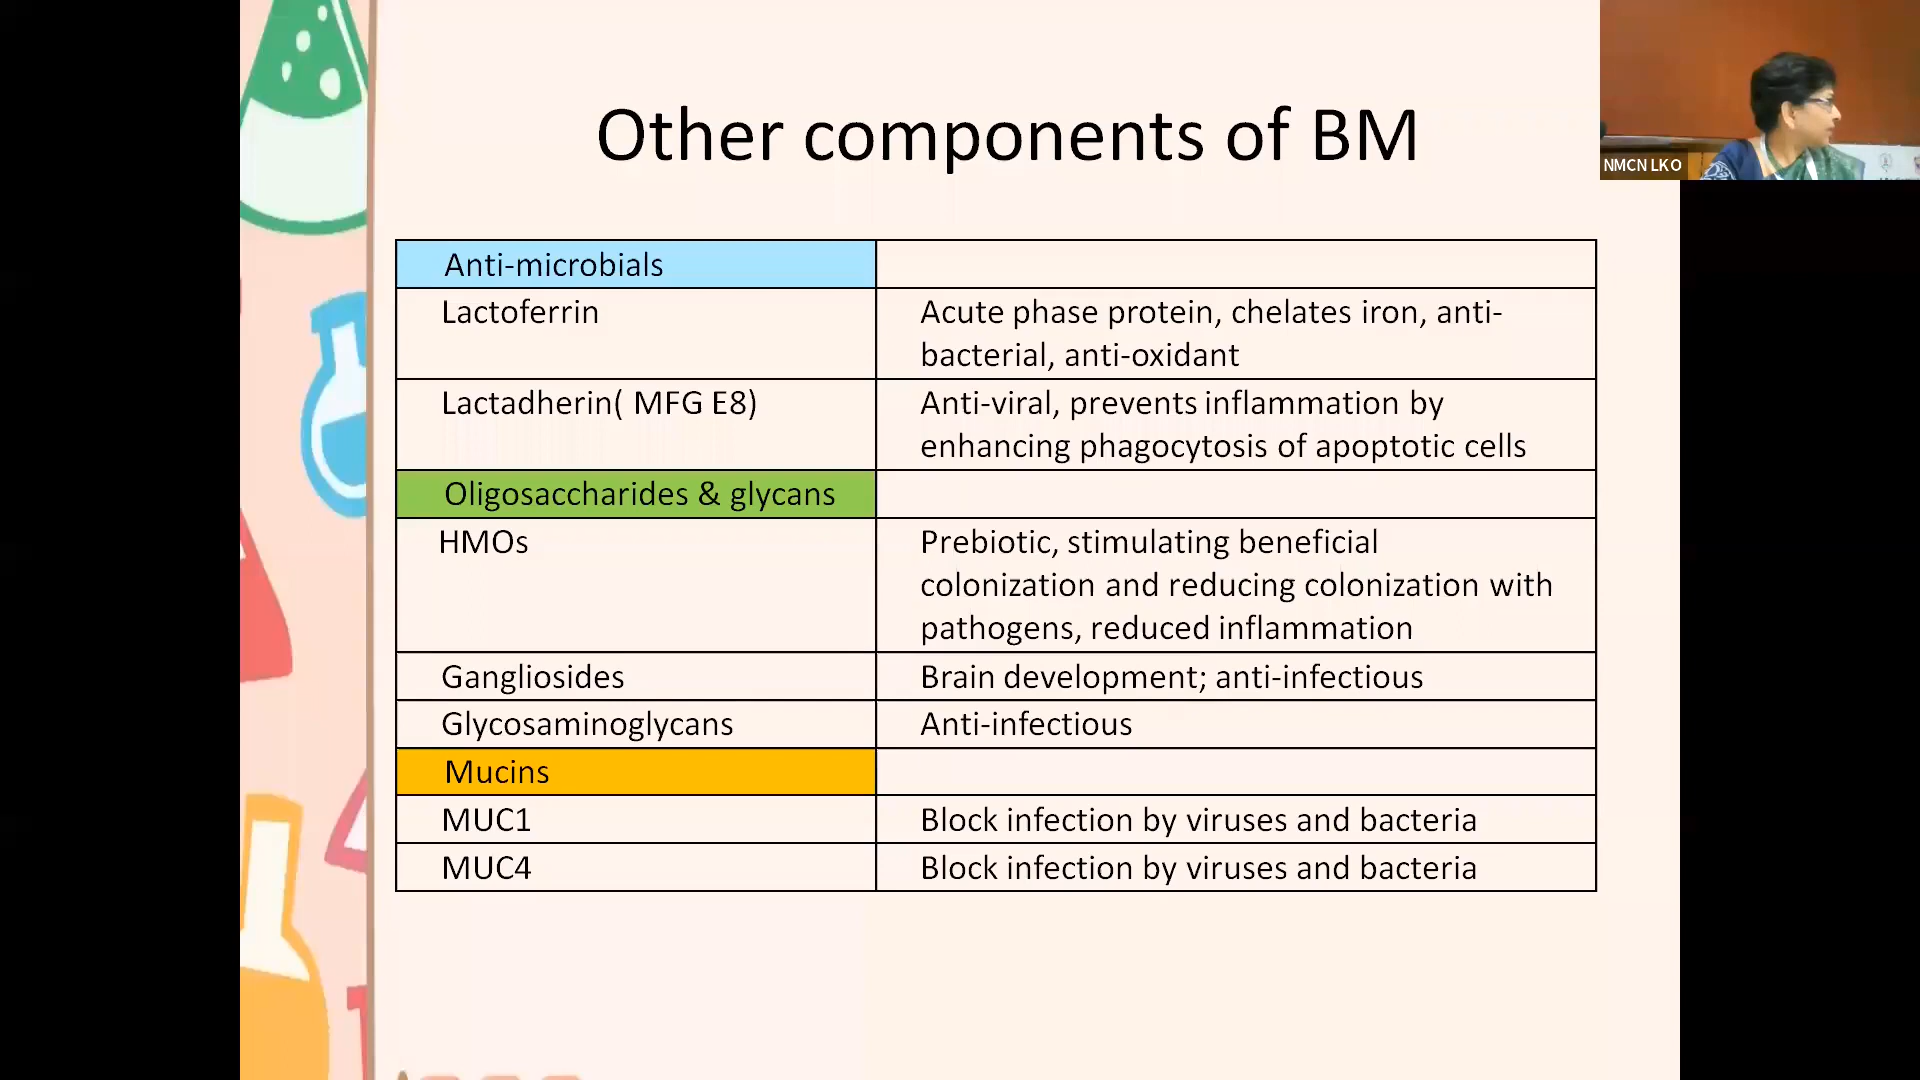 Other components of BM
NMCN LKO
Anti-microbials
Lactoferrin
Acute phase protein, chelates iron, anti-
bacterial, anti-oxidant
Lactadherin( MFG E8)
Anti-viral, prevents inflammation by
enhancing phagocytosis of apoptotic cells
Oligosaccharides & glycans
HMOs
Prebiotic, stimulating beneficial
colonization and reducing colonization with
pathogens, reduced inflammation
Gangliosides
Brain development; anti-infectious
Glycosaminoglycans
Anti-infectious
Mucins
MUC1
Block infection by viruses and bacteria
MUC4
Block infection by viruses and bacteria